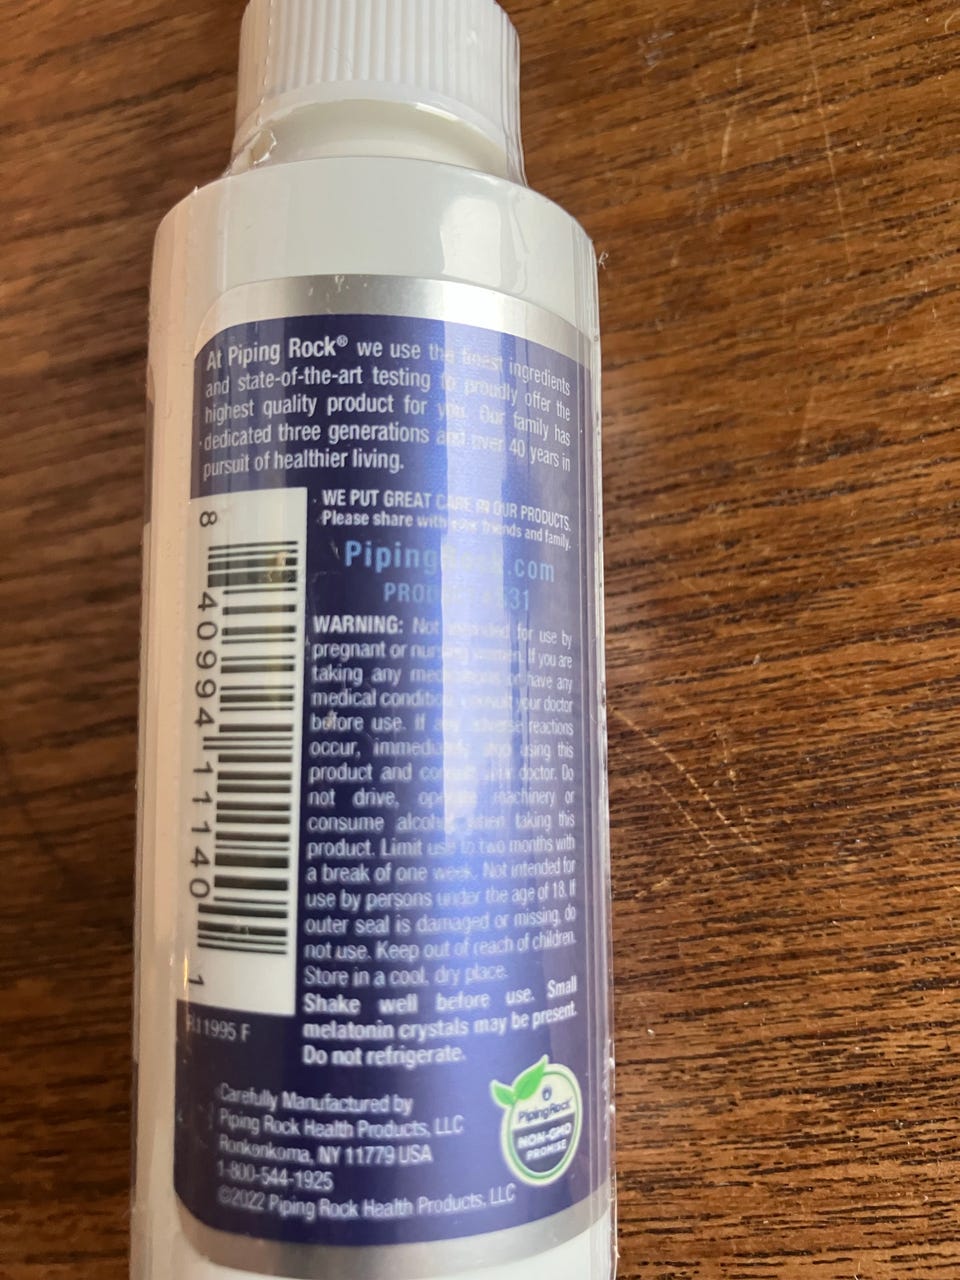 At Piping Rock® we use the finest ingredients
and state-of-the-art testing to proudly offer the
highest quality product for you. Our family has
dedicated three generations and over 40 years in
pursuit of healthier living.
WE PUT GREAT CARE IN OUR PRODUCTS.
Please share with your friends and family.
PipingRock.com
WARNING: Not intended for use by
pregnant or nursing women. If you are
taking any medications or have any
medical condition, consult your doctor
before use. If any adverse reactions
occur, immediately stop using this
product and consult your doctor. Do
not drive, operate machinery or
consume alcohol when taking this
product. Limit use to two months with
a break of one week. Not intended for
use by persons under the age of 18. If
outer seal is damaged or missing, do
not use. Keep out of reach of children.
Store in a cool, dry place.
Shake well before use. Small
melatonin crystals may be present.
Do not refrigerate.
8 40994 11140 1
11995 F
Carefully Manufactured by
Piping Rock Health Products, LLC
Ronkonkoma, NY 11779 USA
1-800-544-1925
©2022 Piping Rock Health Products, LLC
PipingRock
NON-GMO
PROMISE